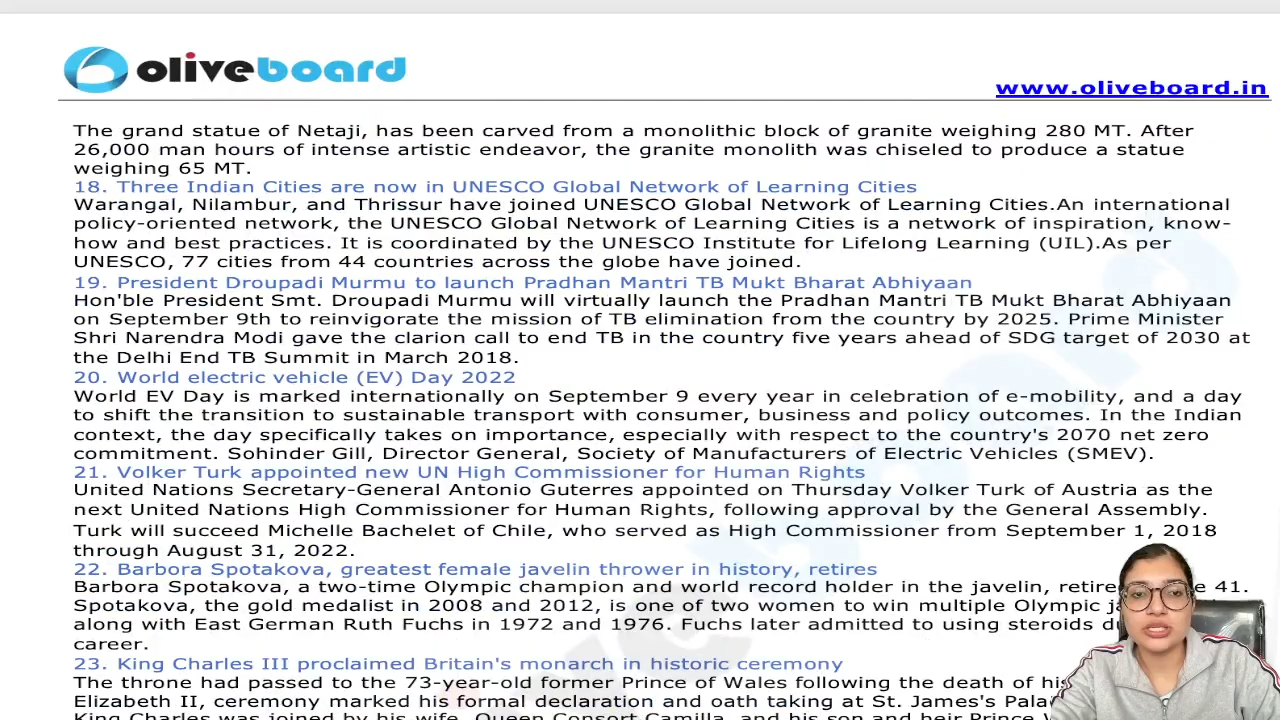 oliveboard
www.oliveboard.in
The grand statue of Netaji, has been carved from a monolithic block of granite weighing 280 MT. After
26,000 man hours of intense artistic endeavor, the granite monolith was chiseled to produce a statue
weighing 65 MT.
18. Three Indian Cities are now in UNESCO Global Network of Learning Cities
Warangal, Nilambur, and Thrissur have joined UNESCO Global Network of Learning Cities.An international
policy-oriented network, the UNESCO Global Network of Learning Cities is a network of inspiration, know-
how and best practices. It is coordinated by the UNESCO Institute for Lifelong Learning (UIL).As per
UNESCO, 77 cities from 44 countries across the globe have joined.
19. President Droupadi Murmu to launch Pradhan Mantri TB Mukt Bharat Abhiyaan
Hon'ble President Smt. Droupadi Murmu will virtually launch the Pradhan Mantri TB Mukt Bharat Abhiyaan
on September 9th to reinvigorate the mission of TB elimination from the country by 2025. Prime Minister
Shri Narendra Modi gave the clarion call to end TB in the country five years ahead of SDG target of 2030 at
the Delhi End TB Summit in March 2018.
20. World electric vehicle (EV) Day 2022
World EV Day is marked internationally on September 9 every year in celebration of e-mobility, and a day
to shift the transition to sustainable transport with consumer, business and policy outcomes. In the Indian
context, the day specifically takes on importance, especially with respect to the country's 2070 net zero
commitment. Sohinder Gill, Director General, Society of Manufacturers of Electric Vehicles (SMEV).
21. Volker Turk appointed new UN High Commissioner for Human Rights
United Nations Secretary-General Antonio Guterres appointed on Thursday Volker Turk of Austria as the
next United Nations High Commissioner for Human Rights, following approval by the General Assembly.
Turk will succeed Michelle Bachelet of Chile, who served as High Commissioner from September 1, 2018
through August 31, 2022.
22. Barbora Spotakova, greatest female javelin thrower in history, retires
Barbora Spotakova, a two-time Olympic champion and world record holder in the javelin, 41.
Spotakova, the gold medalist in 2008 and 2012, is one of two women to win multiple Olympic
along with East German Ruth Fuchs in 1972 and 1976. Fuchs later admitted to using steroids
career.
23. King Charles III proclaimed Britain's monarch in historic ceremony
The throne had passed to the 73-year-old former Prince of Wales following the death of
Elizabeth II, ceremony marked his formal declaration and oath taking at St. James's
King Charles was joined by his wife, Queen Consort Camilla, and his son and heir Prince